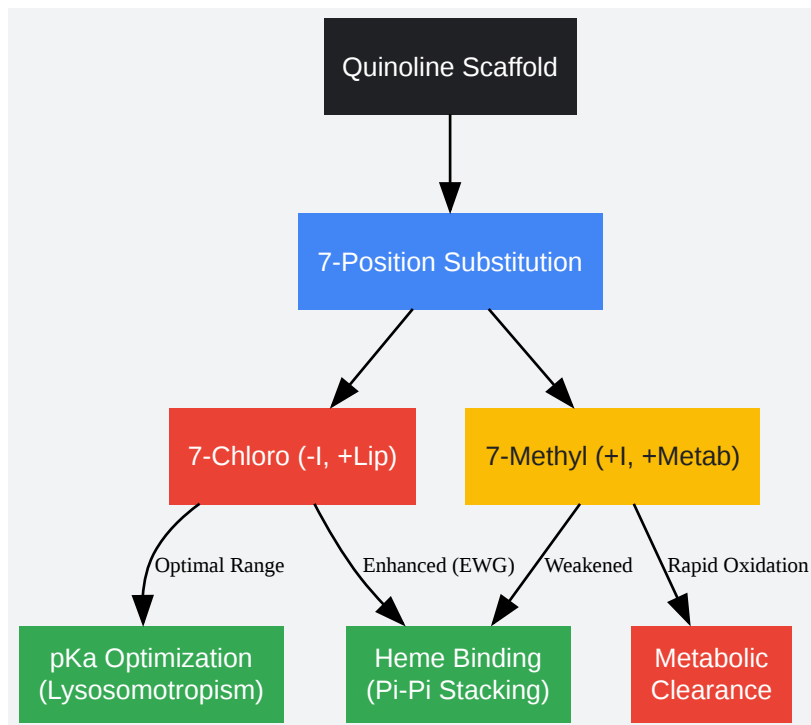 Quinoline Scaffold
7-Position Substitution
7-Chloro (-I, +Lip)
7-Methyl (+I, +Metab)
Optimal Range
Enhanced (EWG)
Weakened
Rapid Oxidation
pKa Optimization
(Lysosomotropism)
Heme Binding
(Pi-Pi Stacking)
Metabolic
Clearance